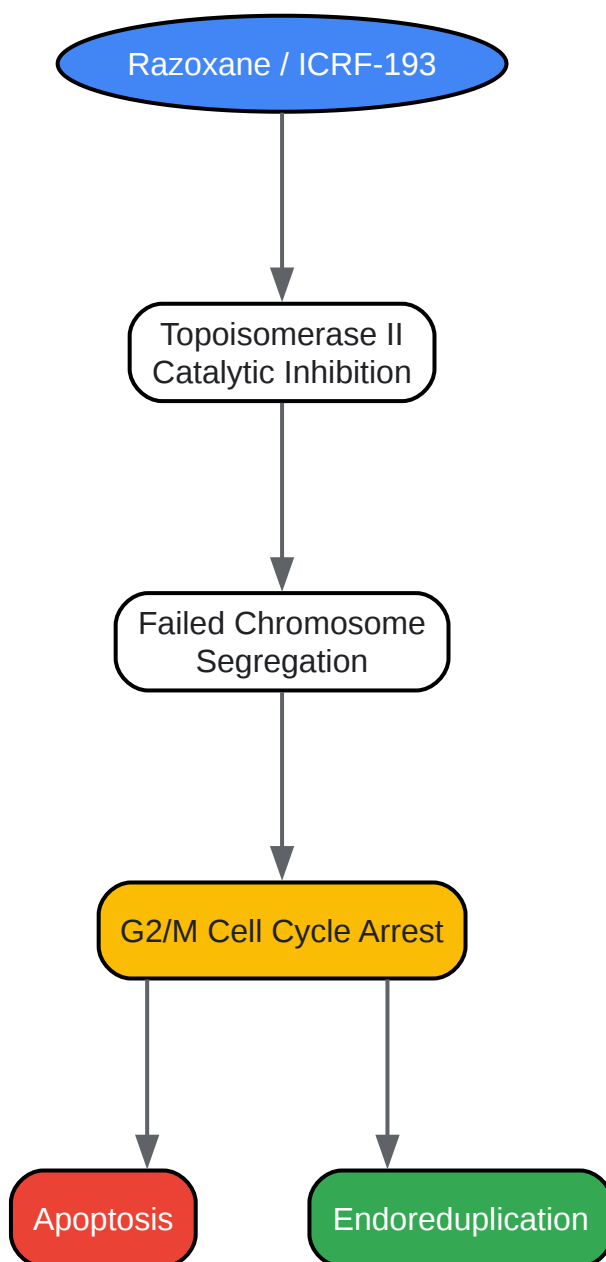 Razoxane / ICRF-193
Topoisomerase II
Catalytic Inhibition
Failed Chromosome
Segregation
G2/M Cell Cycle Arrest
Apoptosis
Endoreduplication